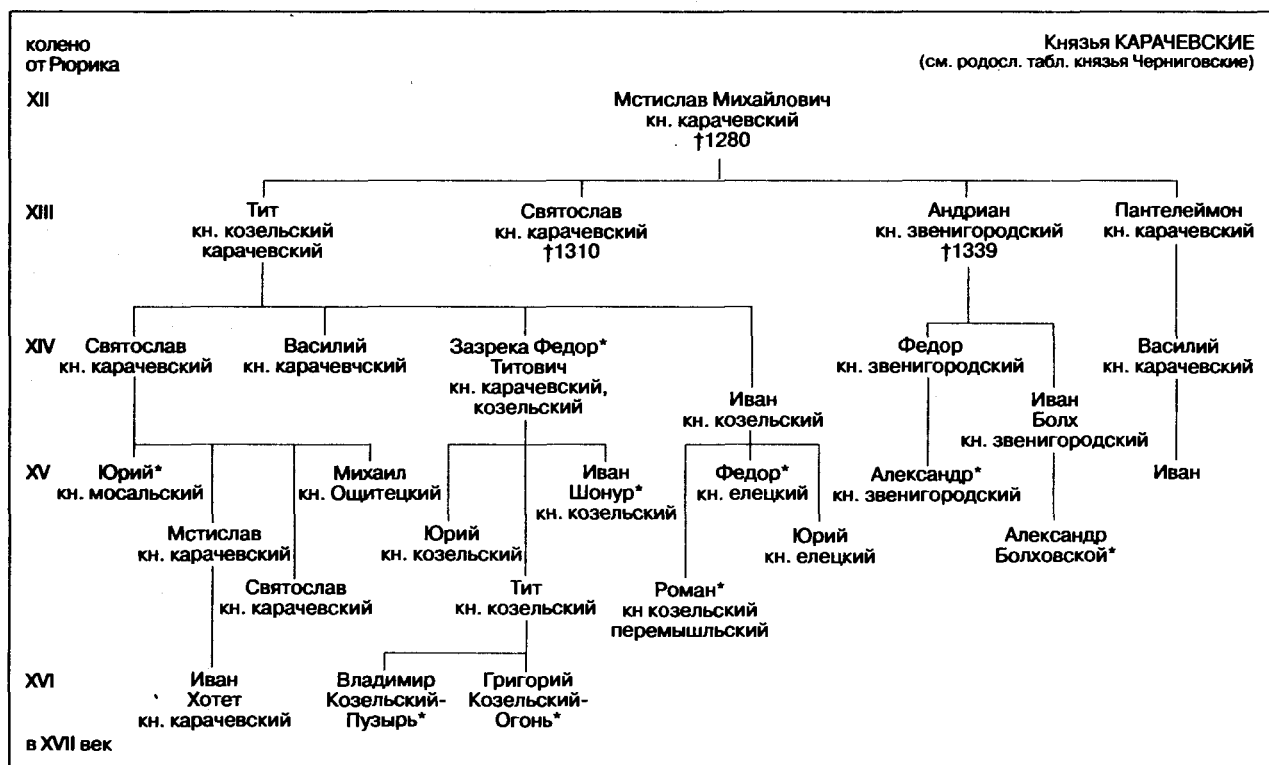 колено
от Рюрика
Князья КАРАЧЕВСКИЕ
(см. родосл. табл. князья Черниговские)
XII
Мстислав Михайлович
кн. карачевский
†1280
XIII
Тит
кн. козельский
карачевский
Святослав
кн. карачевский
†1310
Андриан
кн. звенигородский
†1339
Пантелеймон
кн. карачевский
XIV
Святослав
кн. карачевский
Василий
кн. карачевчский
Зазрека Федор*
Титович
кн. карачевский,
козельский
Иван
кн. козельский
Федор
кн. звенигородский
Иван
Болх
кн. звенигородский
Василий
кн. карачевский
XV
Юрий*
кн. мосальский
Мстислав
кн. карачевский
Святослав
кн. карачевский
Михаил
кн. Ощитецкий
Юрий
кн. козельский
Тит
кн. козельский
Иван
Шонур*
кн. козельский
Роман*
кн козельский
перемышльский
Федор*
кн. елецкий
Юрий
кн. елецкий
Александр*
кн. звенигородский
Александр
Болховской*
Иван
XVI
Иван
Хотет
кн. карачевский
Владимир
Козельский-
Пузырь*
Григорий
Козельский-
Огонь*
в XVII век